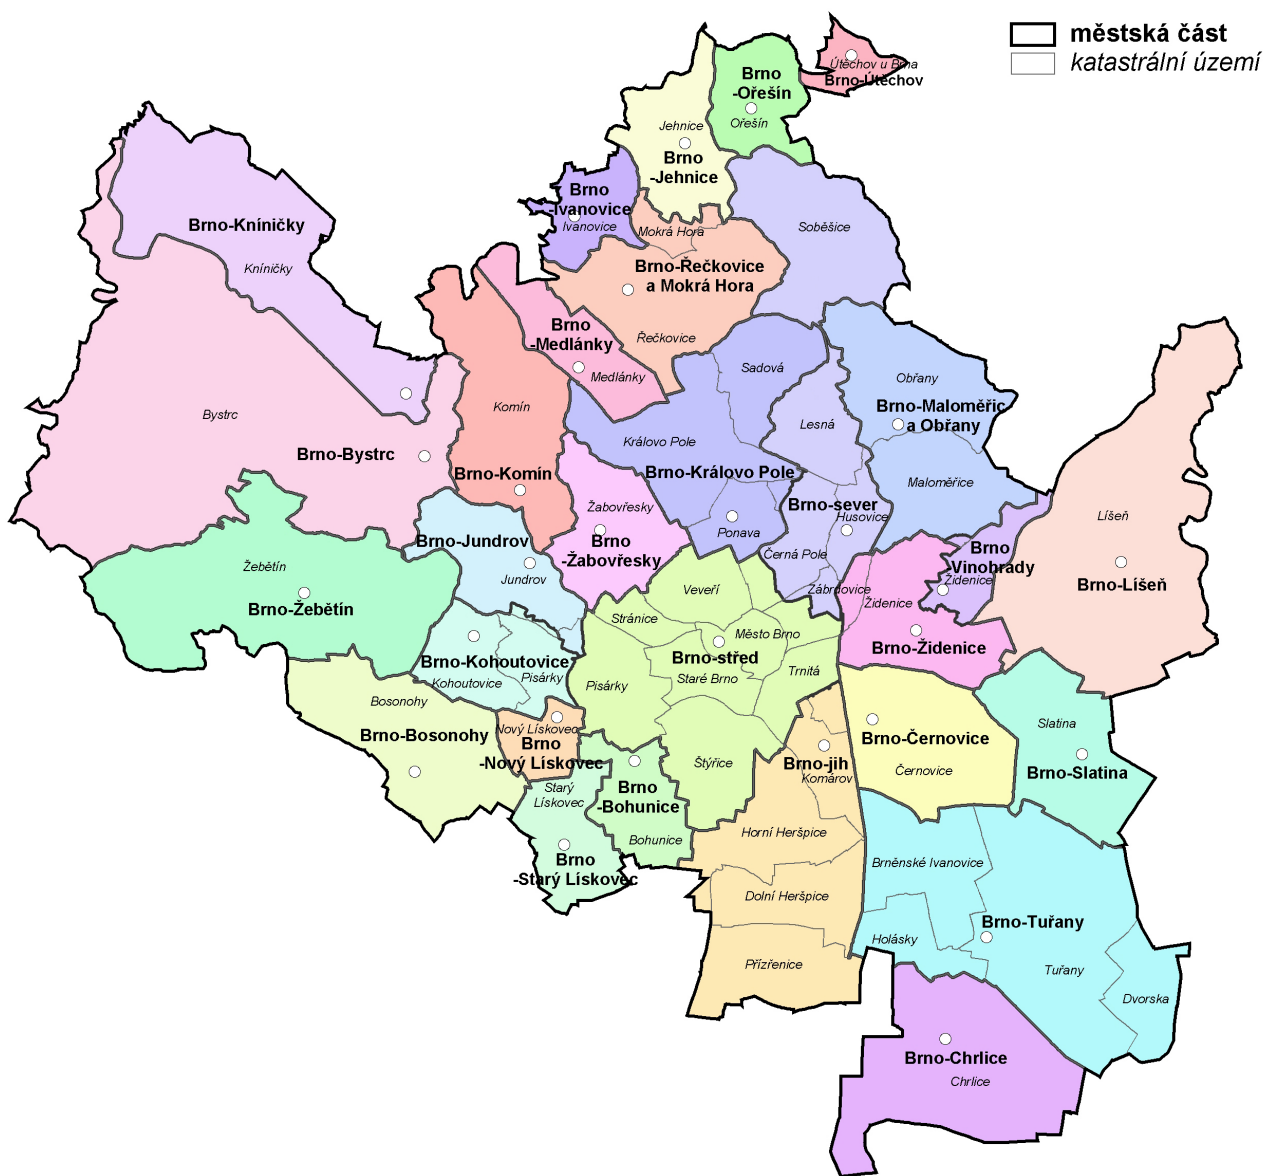 městská část
katastrální území
Útěchov u Brna
Brno-Útěchov
Brno
-Ořešín
Ořešín
Jehnice
Brno
-Jehnice
Brno
-Ivanovice
Ivanovice
Mokrá Hora
Brno-Řečkovice
a Mokrá Hora
Řečkovice
Soběšice
Brno-Kníničky
Kníničky
Brno
-Medlánky
Medlánky
Sadová
Obřany
Brno-Maloměřic
a Obřany
Maloměřice
Bystrc
Brno-Bystrc
Komín
Brno-Komín
Královo Pole
Brno-Královo Pole
Ponava
Lesná
Brno-sever
Husovice
Černá Pole
Zábrdovice
Líšeň
Brno-Líšeň
Žabovřesky
Brno
-Žabovřesky
Brno-Jundrov
Jundrov
Brno
Vinohrady
Židenice
Židenice
Brno-Židenice
Žebětín
Brno-Žebětín
Veveří
Stránice
Město Brno
Brno-střed
Staré Brno
Trnitá
Pisárky
Štýřice
Brno-Kohoutovice
Kohoutovice
Pisárky
Bosonohy
Brno-Bosonohy
Nový Lískovec
Brno
-Nový Lískovec
Starý
Lískovec
Brno
-Starý Lískovec
Brno
-Bohunice
Bohunice
Brno-jih
Komárov
Horní Heršpice
Dolní Heršpice
Přízřenice
Brno-Černovice
Černovice
Slatina
Brno-Slatina
Brněnské Ivanovice
Brno-Tuřany
Holásky
Tuřany
Dvorska
Brno-Chrlice
Chrlice